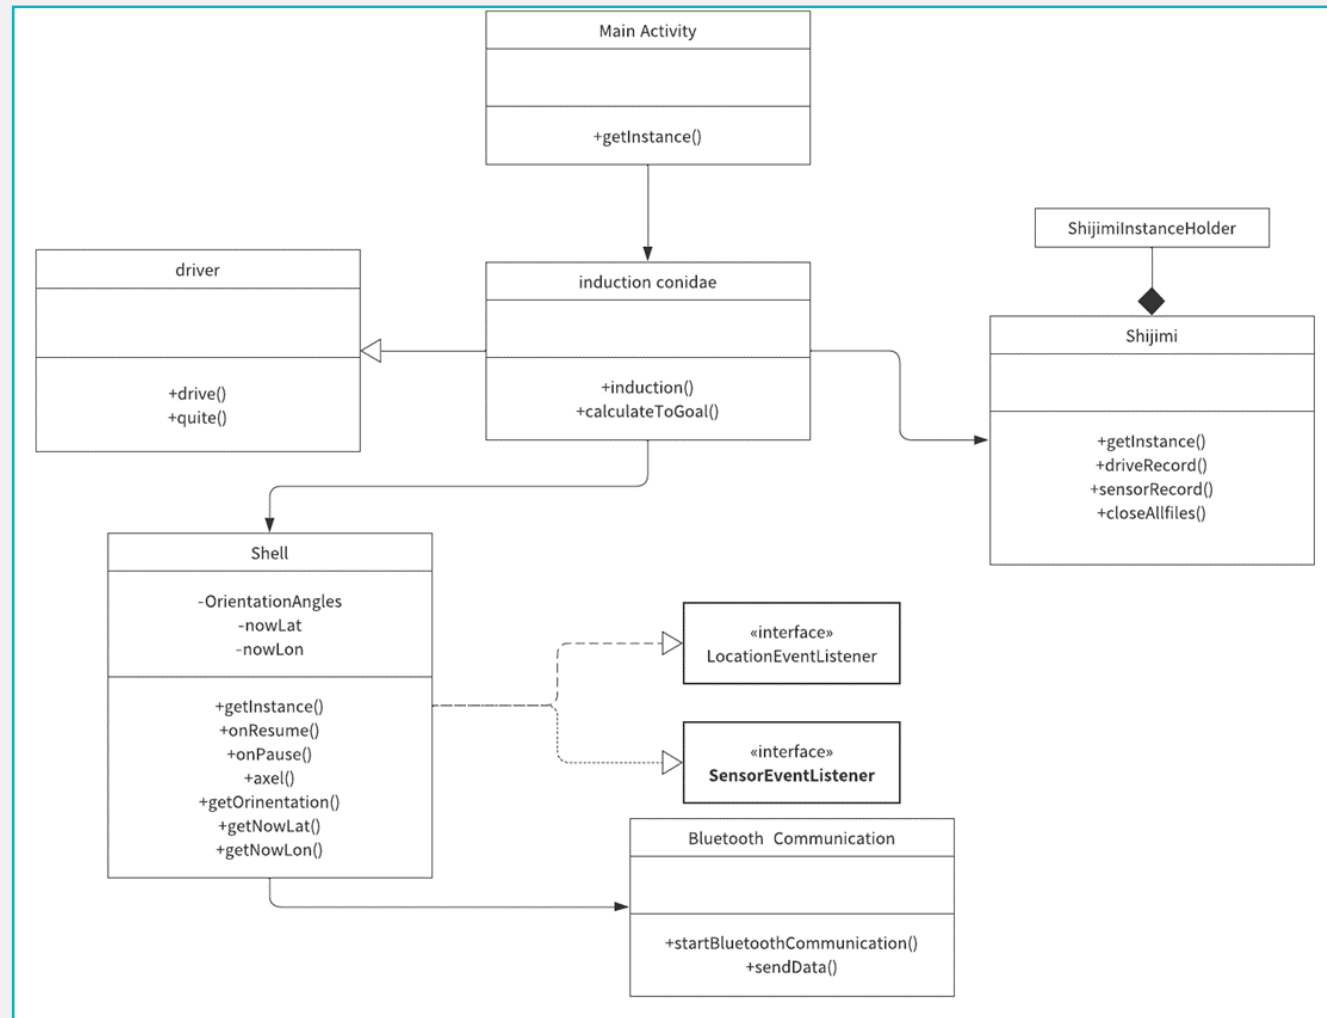 Main Activity
+getInstance()
ShijimiInstanceHolder
driver
+drive()
+quite()
induction conidae
+induction()
+calculateToGoal()
Shijimi
+getInstance()
+driveRecord()
+sensorRecord()
+closeAllfiles()
Shell
-OrientationAngles
-nowLat
-nowLon
+getInstance()
+onResume()
+onPause()
+axel()
+getOrinentation()
+getNowLat()
+getNowLon()
«interface»
LocationEventListener
«interface»
SensorEventListener
Bluetooth Communication
+startBluetoothCommunication()
+sendData()